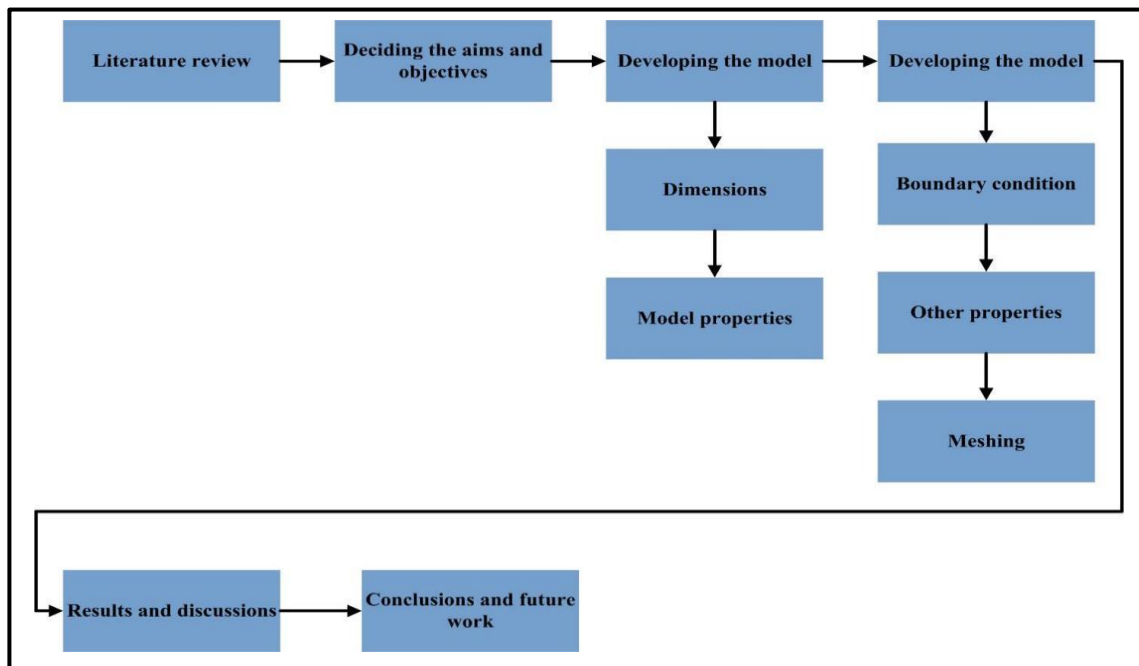 Literature review
Deciding the aims and
objectives
Developing the model
Developing the model
Dimensions
Boundary condition
Model properties
Other properties
Meshing
Results and discussions
Conclusions and future
work